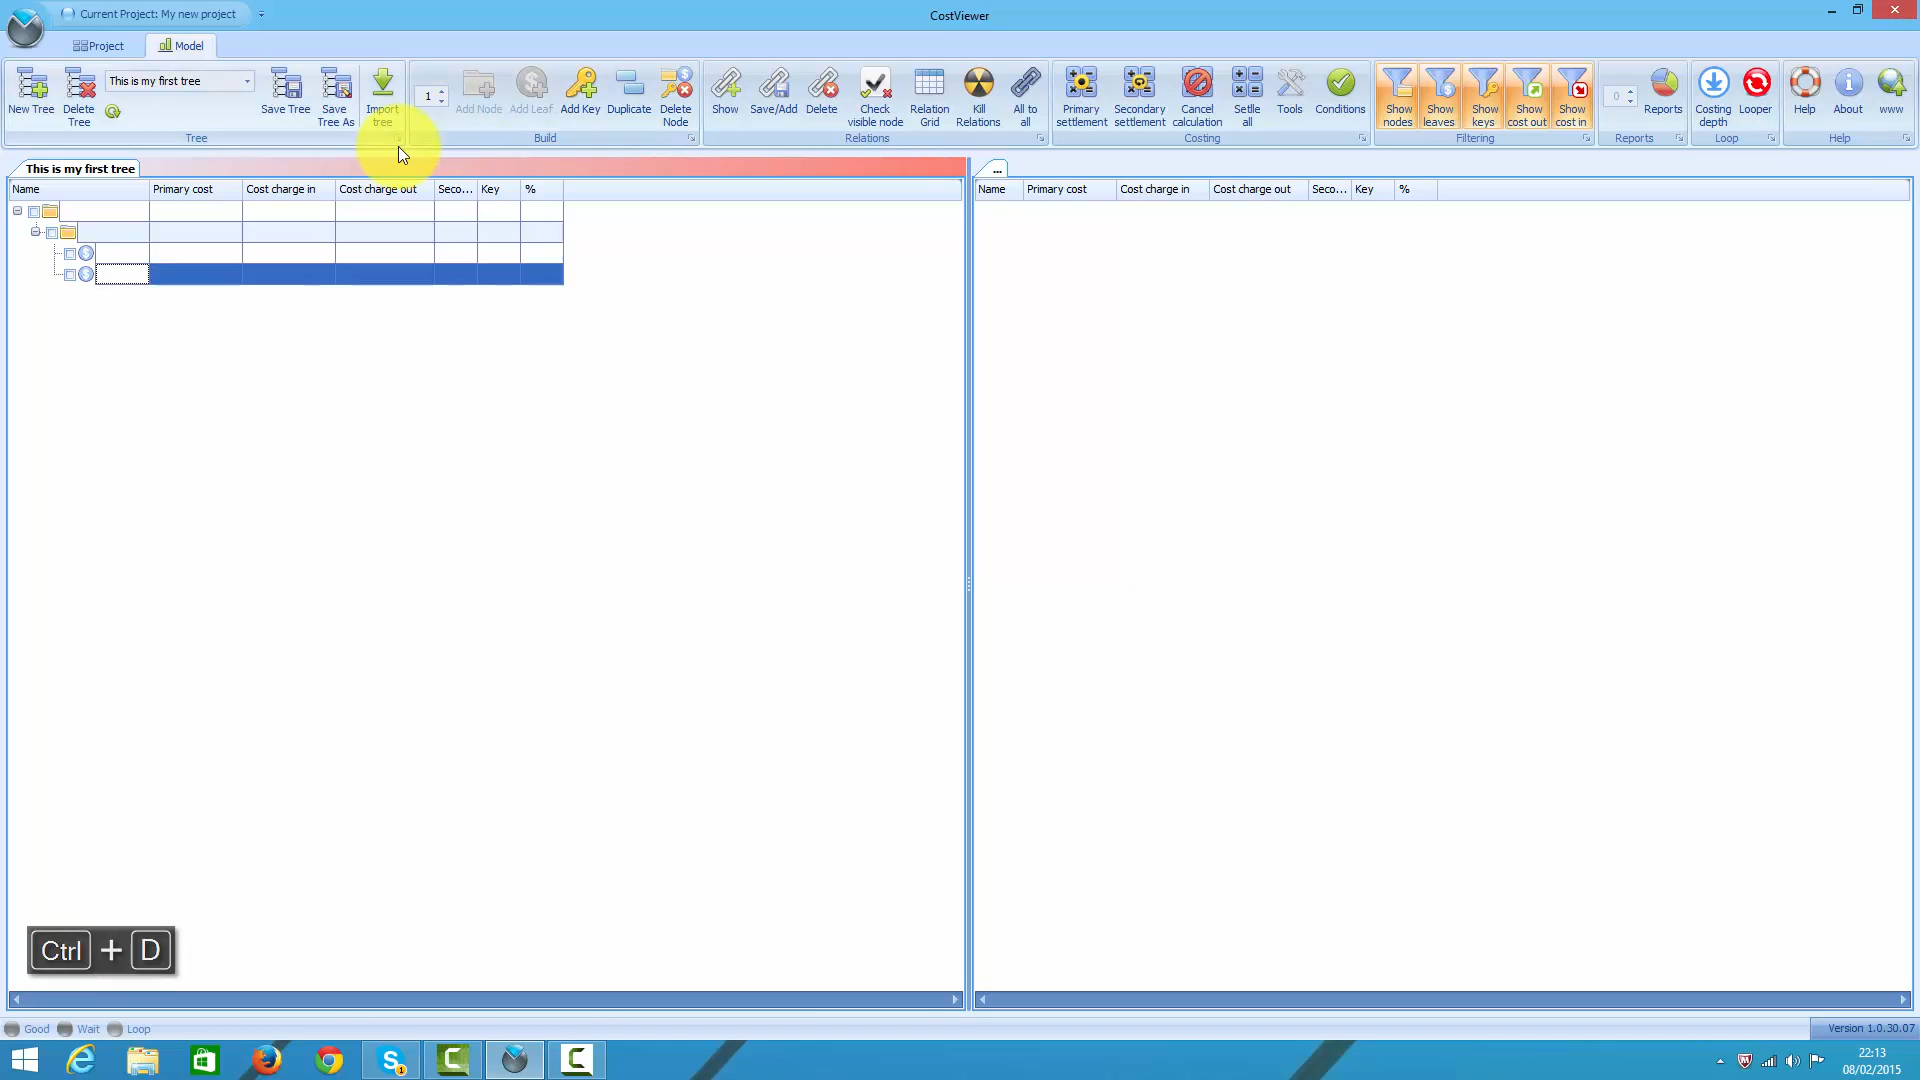 Current Project: My new project
CostViewer
Project
Model
New Tree
Delete Tree
This is my first tree
Save Tree
Save Tree As
Import tree
Tree
1
Add Node
Add Leaf
Add Key
Duplicate
Delete Node
Build
Show
Save/Add
Delete
Check visible node
Relation Grid
Kill Relations
All to all
Relations
Primary settlement
Secondary settlement
Cancel calculation
Setlle all
Tools
Conditions
Costing
Show nodes
Show leaves
Show keys
Show cost out
Show cost in
Filtering
0
Reports
Reports
Costing depth
Looper
Loop
Help
About
www
Help
This is my first tree
...
Name Primary cost Cost charge in Cost charge out Seco... Key %
Name Primary cost Cost charge in Cost charge out Seco... Key %
Ctrl + D
Good Wait Loop
Version 1.0.30.07
22:13
08/02/2015